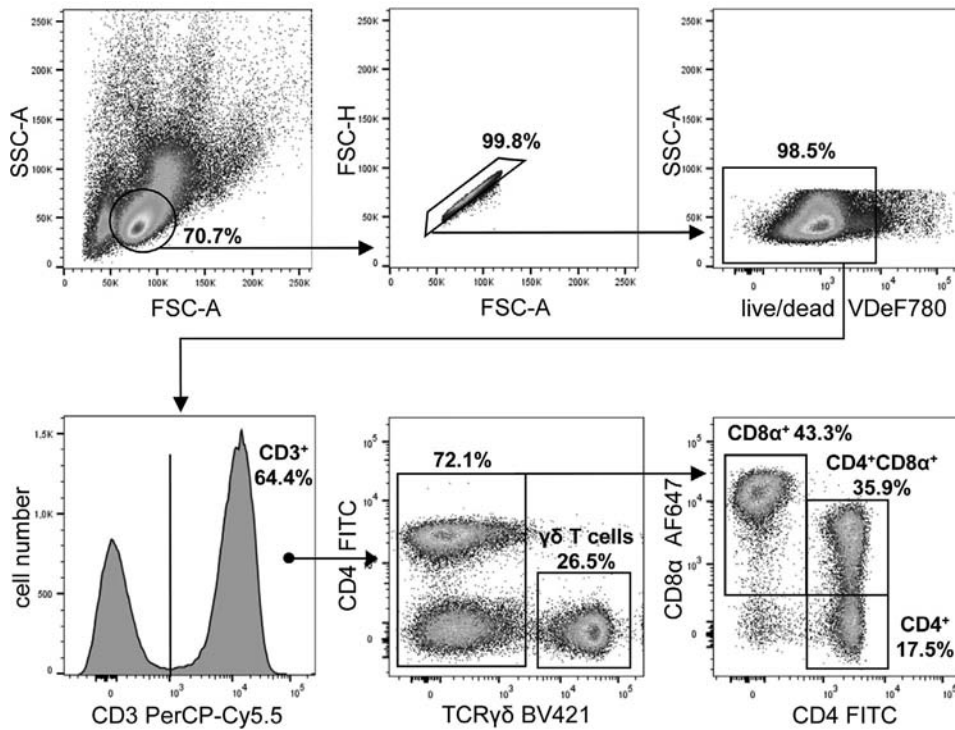 250K
200K
150K
100K
50K
0
SSC-A
70.7%
0 50K 100K 150K 200K 250K
FSC-A
250K
200K
150K
100K
50K
0
FSC-H
99.8%
0 50K 100K 150K 200K 250K
FSC-A
250K
200K
150K
100K
50K
0
SSC-A
98.5%
0 10³ 10⁴ 10⁵
live/dead VDeF780
1,5K
1,0K
500
0
cell number
CD3⁺
64.4%
0 10³ 10⁴ 10⁵
CD3 PerCP-Cy5.5
10⁵
10⁴
10³
0
CD4 FITC
72.1%
γδ T cells
26.5%
0 10³ 10⁴ 10⁵
TCRγδ BV421
10⁵
10⁴
10³
0
CD8α AF647
CD8α⁺ 43.3%
CD4⁺CD8α⁺
35.9%
CD4⁺
17.5%
0 10³ 10⁴ 10⁵
CD4 FITC